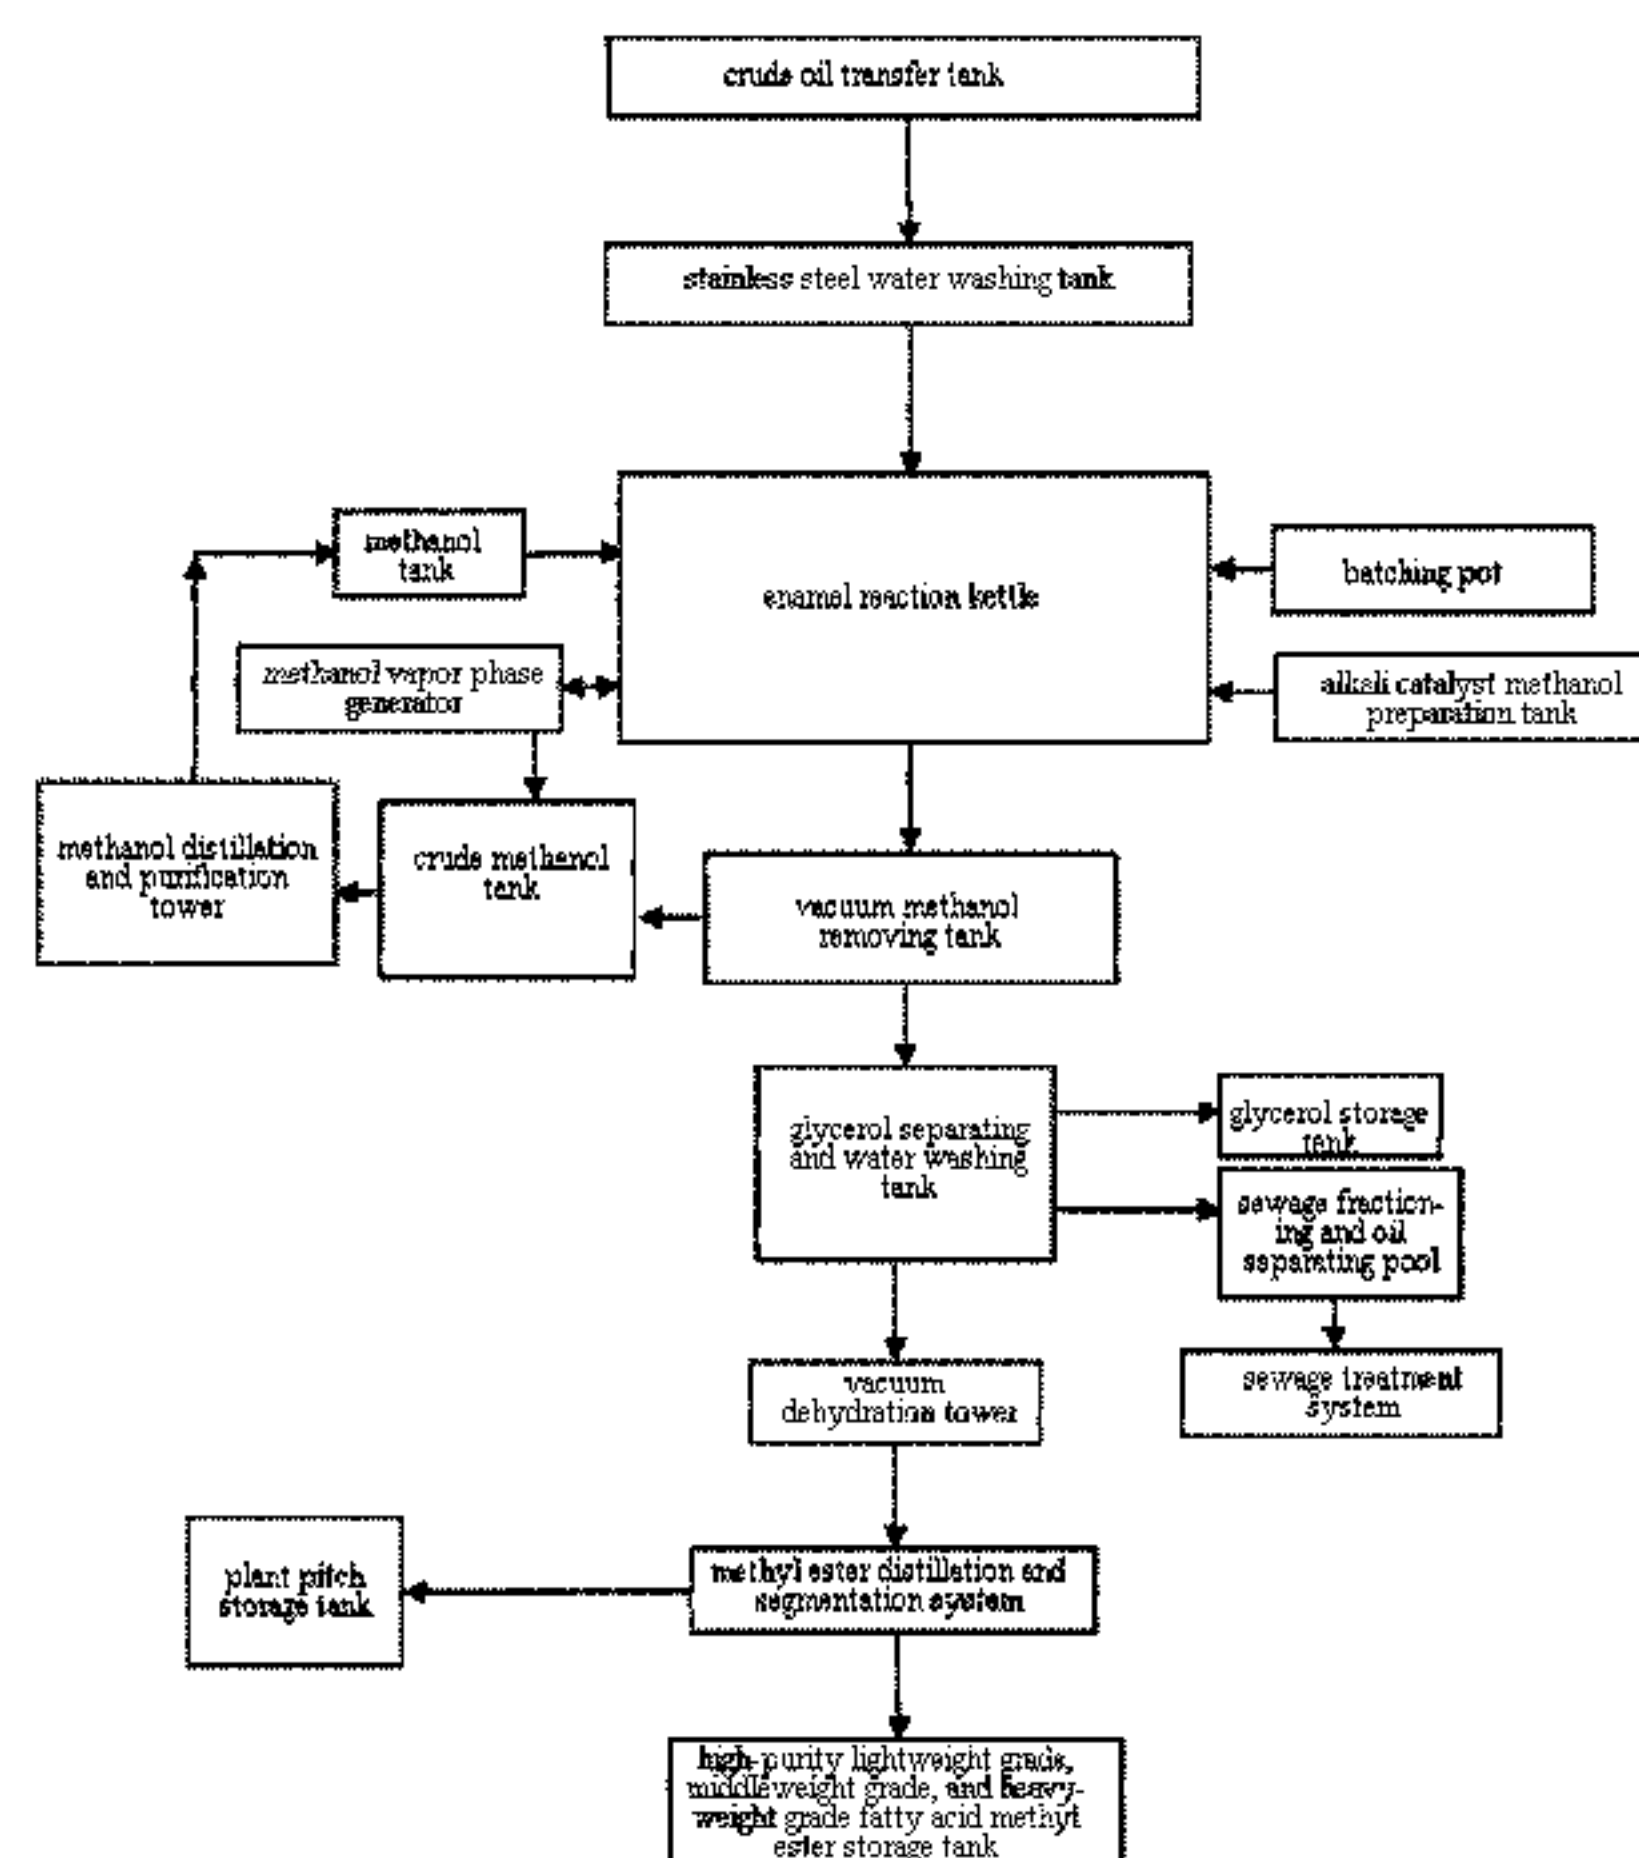 crude oil transfer tank
stainless steel water washing tank
methanol
tank
enamel reaction kettle
batching pot
methanol vapor phase
generator
alkali catalyst methanol
preparation tank
methanol distillation
and purification
tower
crude methanol
tank
vacuum methanol
removing tank
glycerol separating
and water washing
tank
glycerol storage
tank
sewage fraction-
ing and oil
separating pool
sewage treatment
system
vacuum
dehydration tower
plant pitch
storage tank
methyl ester distillation and
segmentation system
high-purity lightweight grade,
middleweight grade, and heavy-
weight grade fatty acid methyl
ester storage tank